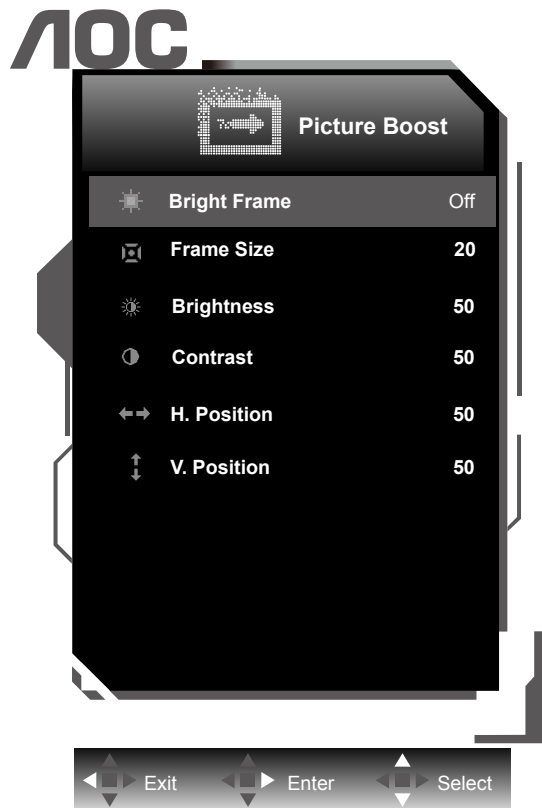 AOC
Picture Boost
Bright Frame Off
Frame Size 20
Brightness 50
Contrast 50
H. Position 50
V. Position 50
Exit Enter Select